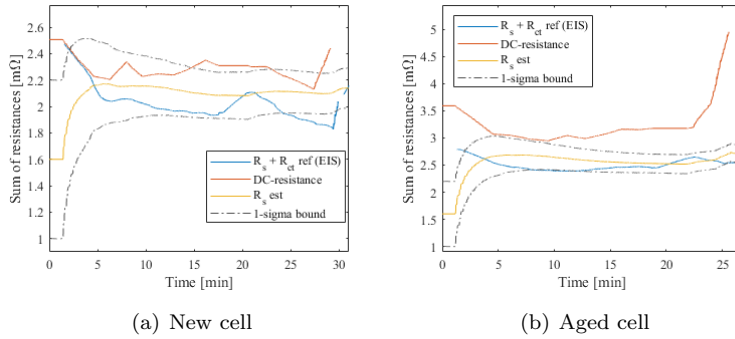 2.6
2.4
2.2
2
1.8
1.6
1.4
1.2
1
Sum of resistances [mΩ]
0 5 10 15 20 25 30
Time [min]
R_s + R_ct ref (EIS)
DC-resistance
R_s est
1-sigma bound
(a) New cell
5
4.5
4
3.5
3
2.5
2
1.5
1
Sum of resistances [mΩ]
0 5 10 15 20 25
Time [min]
R_s + R_ct ref (EIS)
DC-resistance
R_s est
1-sigma bound
(b) Aged cell